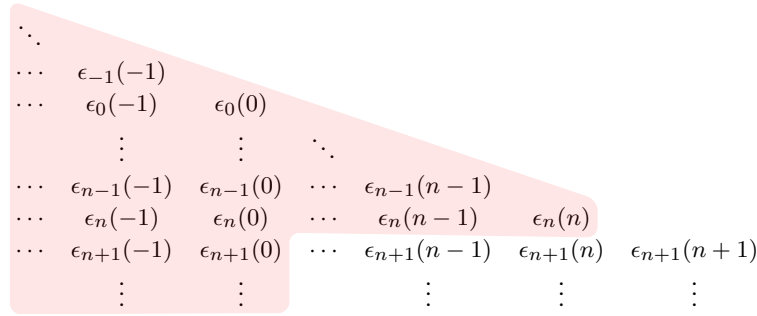 ⋱
⋯ ϵ₋₁(−1)
⋯ ϵ₀(−1) ϵ₀(0)
⋮ ⋮ ⋱
⋯ ϵₙ₋₁(−1) ϵₙ₋₁(0) ⋯ ϵₙ₋₁(n − 1)
⋯ ϵₙ(−1) ϵₙ(0) ⋯ ϵₙ(n − 1) ϵₙ(n)
⋯ ϵₙ₊₁(−1) ϵₙ₊₁(0) ⋯ ϵₙ₊₁(n − 1) ϵₙ₊₁(n) ϵₙ₊₁(n + 1)
⋮ ⋮ ⋮ ⋮ ⋮